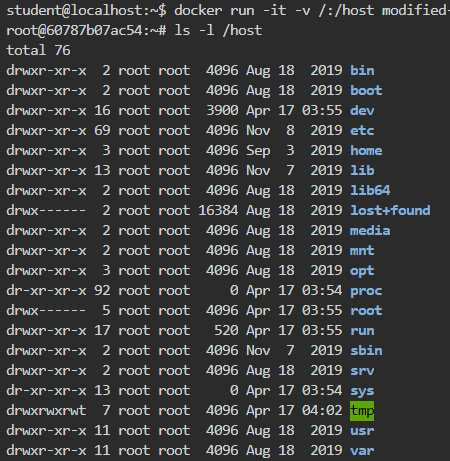 student@localhost:~$ docker run -it -v /:/host modified-
root@60787b07ac54:~# ls -l /host
total 76
drwxr-xr-x  2 root root  4096 Aug 18  2019 bin
drwxr-xr-x  2 root root  4096 Aug 18  2019 boot
drwxr-xr-x 16 root root  3900 Apr 17 03:55 dev
drwxr-xr-x 69 root root  4096 Nov  8  2019 etc
drwxr-xr-x  3 root root  4096 Sep  3  2019 home
drwxr-xr-x 13 root root  4096 Nov  7  2019 lib
drwxr-xr-x  2 root root  4096 Aug 18  2019 lib64
drwx------  2 root root 16384 Aug 18  2019 lost+found
drwxr-xr-x  2 root root  4096 Aug 18  2019 media
drwxr-xr-x  2 root root  4096 Aug 18  2019 mnt
drwxr-xr-x  3 root root  4096 Aug 18  2019 opt
dr-xr-xr-x 92 root root     0 Apr 17 03:54 proc
drwx------  5 root root  4096 Apr 17 03:55 root
drwxr-xr-x 17 root root   520 Apr 17 03:55 run
drwxr-xr-x  2 root root  4096 Nov  7  2019 sbin
drwxr-xr-x  2 root root  4096 Aug 18  2019 srv
dr-xr-xr-x 13 root root     0 Apr 17 03:54 sys
drwxrwxrwt  7 root root  4096 Apr 17 04:02 tmp
drwxr-xr-x 11 root root  4096 Aug 18  2019 usr
drwxr-xr-x 11 root root  4096 Aug 18  2019 var